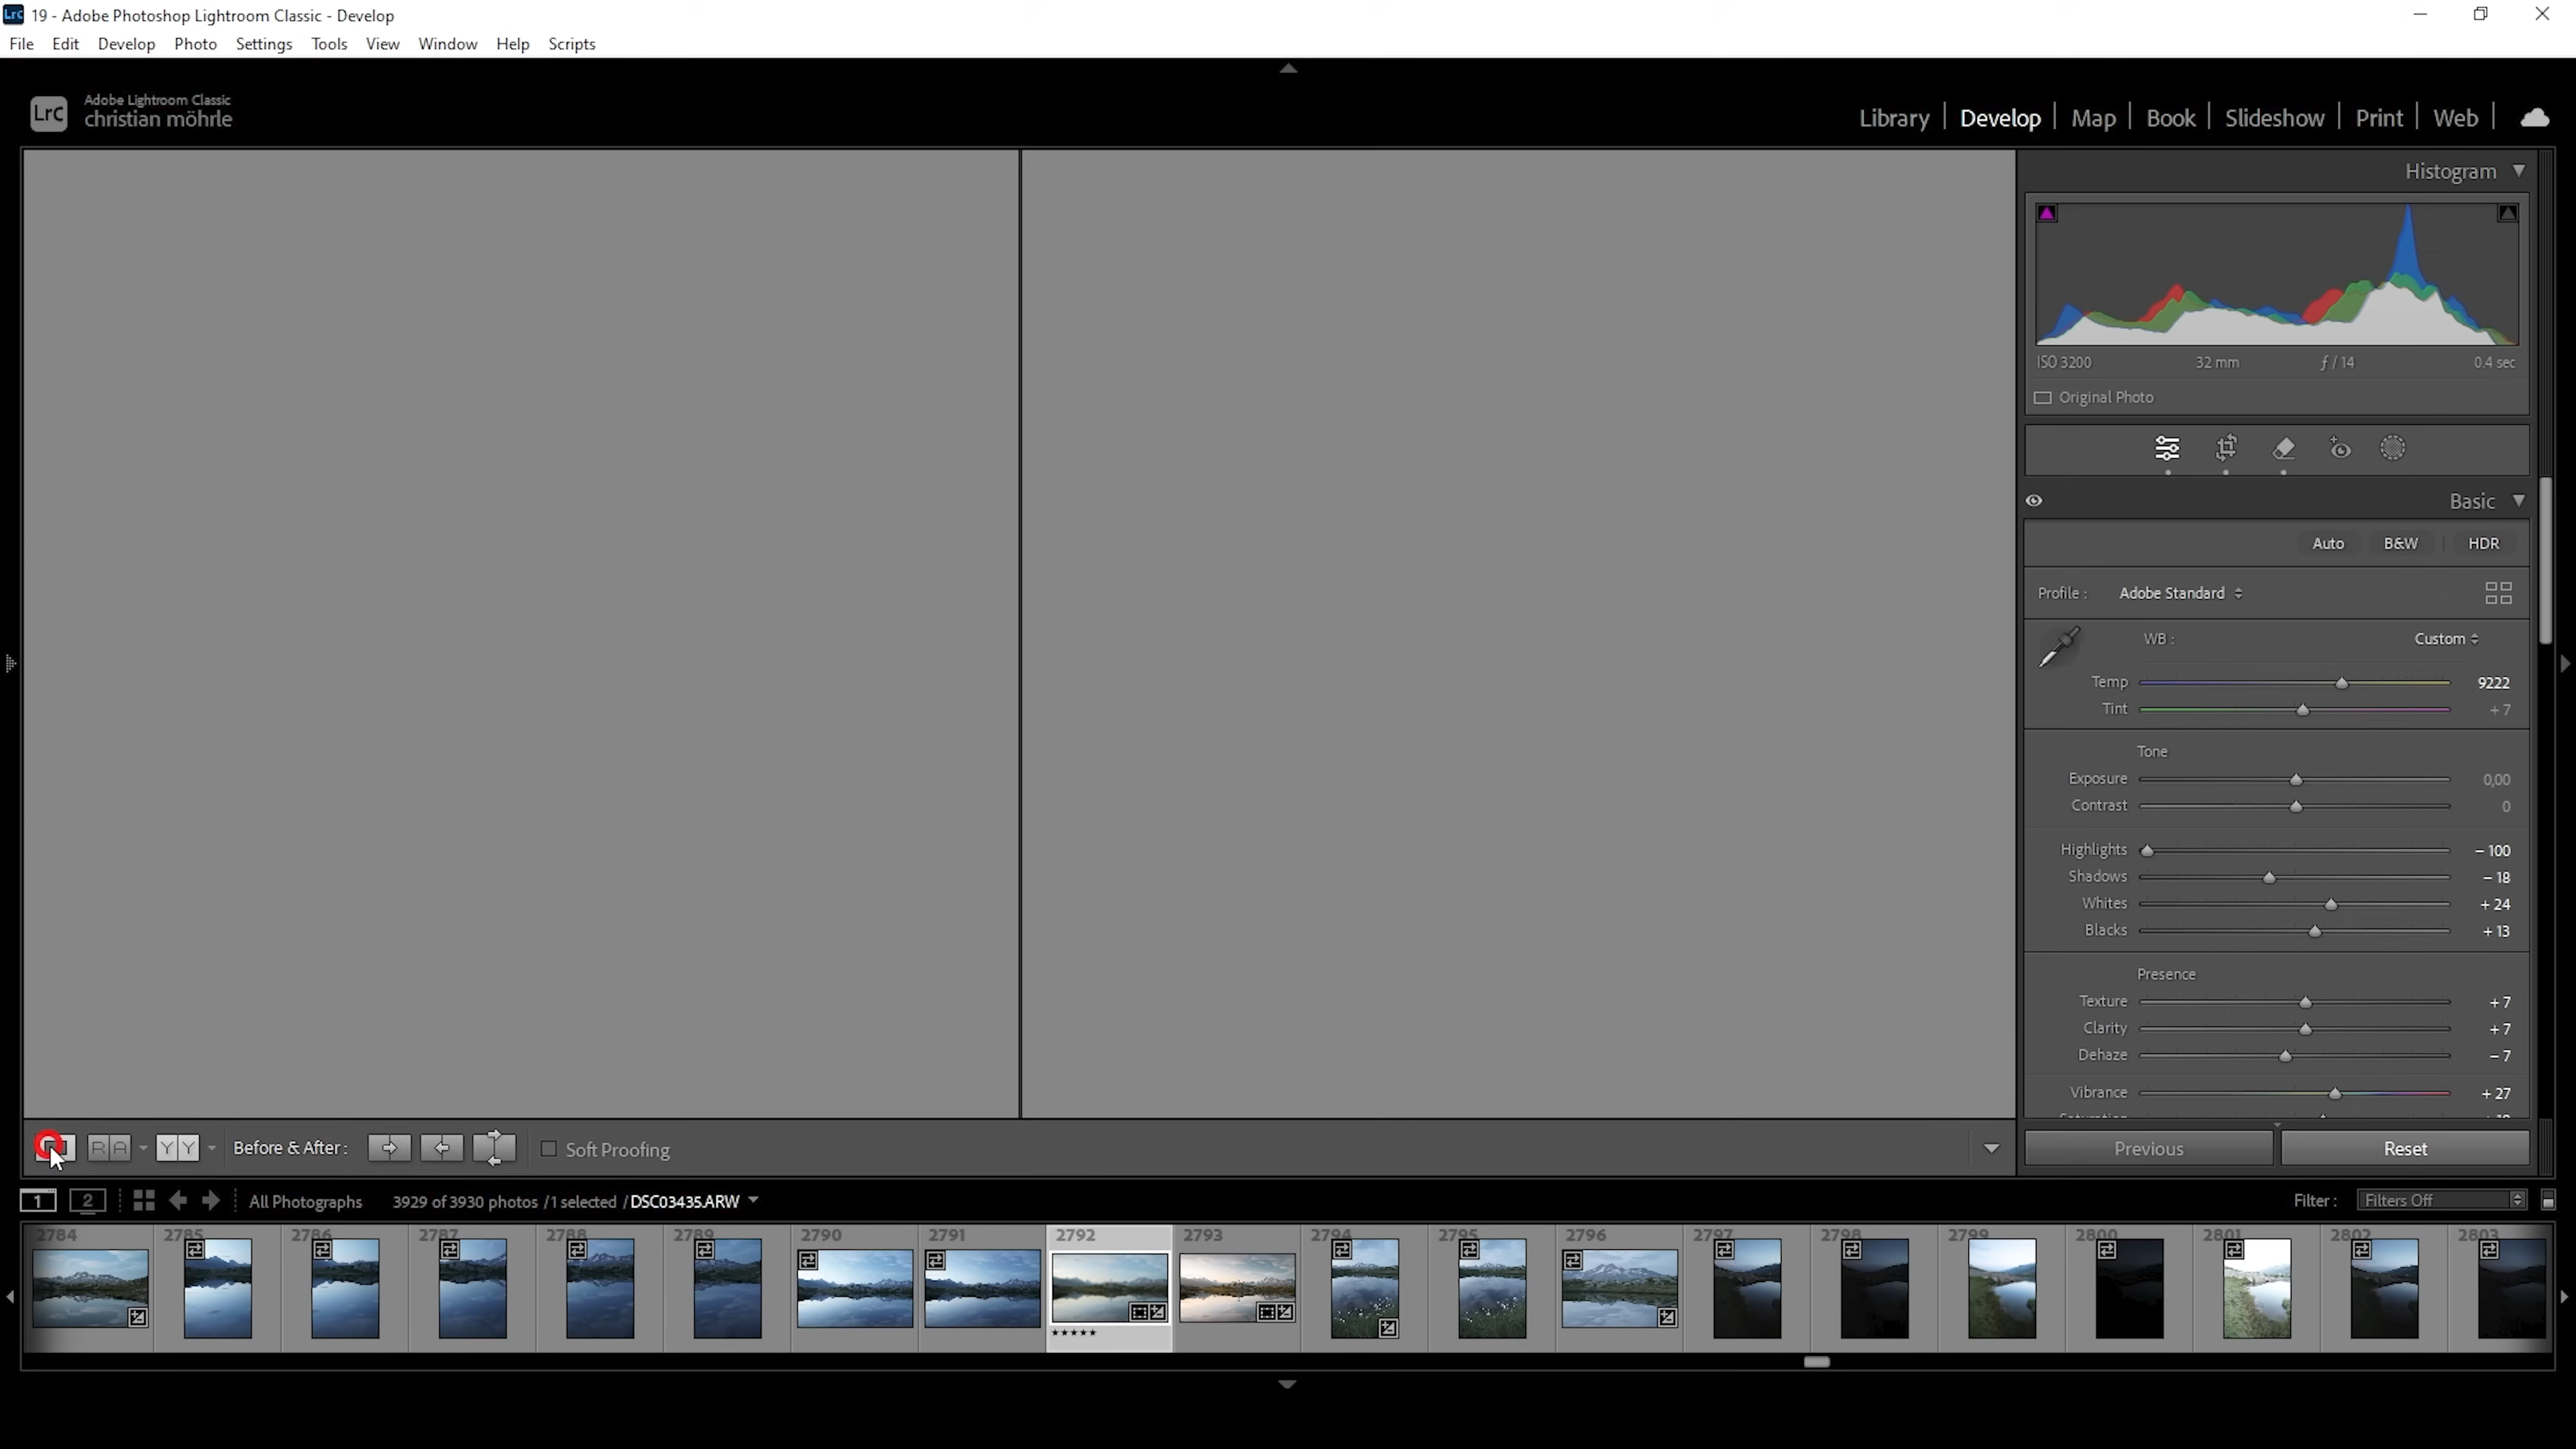 Lrc 19 - Adobe Photoshop Lightroom Classic - Develop
File Edit Develop Photo Settings Tools View Window Help Scripts
Lrc
Adobe Lightroom Classic
christian möhrle
Library Develop Map Book Slideshow Print Web
Histogram
ISO 3200 32 mm ƒ / 14 0.4 sec
Original Photo
Basic
Auto B&W HDR
Profile : Adobe Standard
WB : Custom
Temp 9222
Tint + 7
Tone
Exposure 0,00
Contrast 0
Highlights - 100
Shadows - 18
Whites + 24
Blacks + 13
Presence
Texture + 7
Clarity + 7
Dehaze - 7
Vibrance + 27
R A Y Y Before & After : Soft Proofing
Previous Reset
1 2 All Photographs 3929 of 3930 photos / 1 selected / DSC03435.ARW Filter : Filters Off
2784 2785 2786 2787 2788 2789 2790 2791 2792 2793 2794 2795 2796 2797 2798 2799 2800 2801 2802 2803